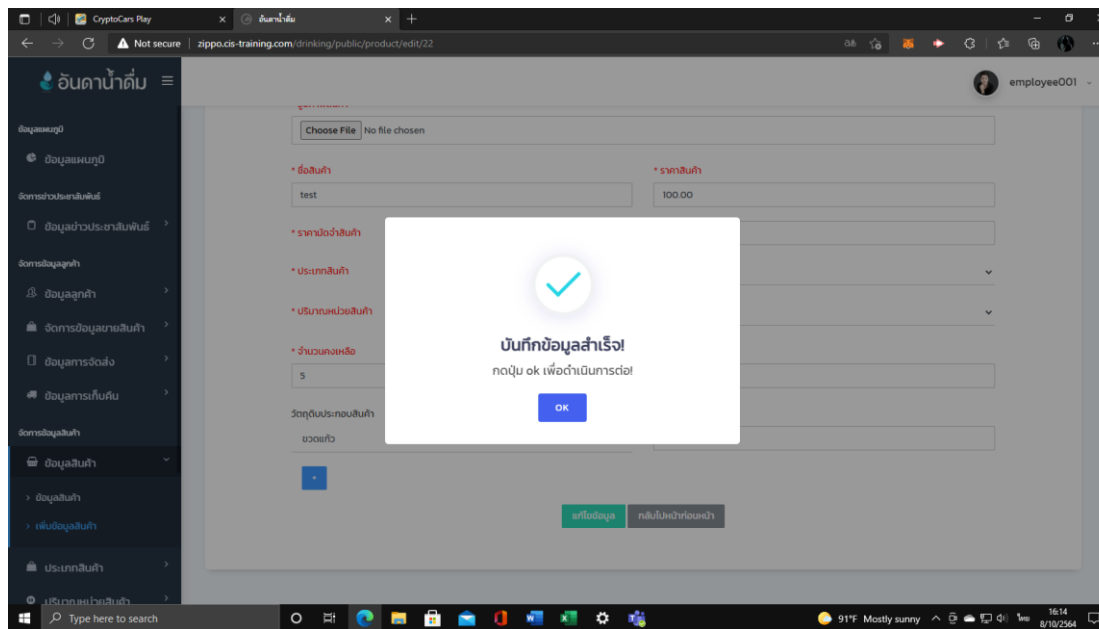 CryptoCars Play
อันดาน้ำดื่ม
Not secure
zippo.cis-training.com/drinking/public/product/edit/22
อันดาน้ำดื่ม
employee001
ข้อมูลแผนภูมิ
ข้อมูลแผนภูมิ
จัดการข่าวประชาสัมพันธ์
ข้อมูลข่าวประชาสัมพันธ์
จัดการข้อมูลลูกค้า
ข้อมูลลูกค้า
จัดการข้อมูลขายสินค้า
ข้อมูลการจัดส่ง
ข้อมูลการเก็บคืน
จัดการข้อมูลสินค้า
ข้อมูลสินค้า
> ข้อมูลสินค้า
> เพิ่มข้อมูลสินค้า
ประเภทสินค้า
ปริมาณหน่วยสินค้า
Choose File No file chosen
* ชื่อสินค้า
* ราคาสินค้า
test
100.00
* ราคามัดจำสินค้า
* ประเภทสินค้า
* ปริมาณหน่วยสินค้า
* จำนวนคงเหลือ
5
วัตถุดิบประกอบสินค้า
ขวดแก้ว
+
แก้ไขข้อมูล
กลับไปหน้าก่อนหน้า
บันทึกข้อมูลสำเร็จ!
กดปุ่ม ok เพื่อดำเนินการต่อ!
OK
Type here to search
91°F Mostly sunny
ไทย
16:14
8/10/2564